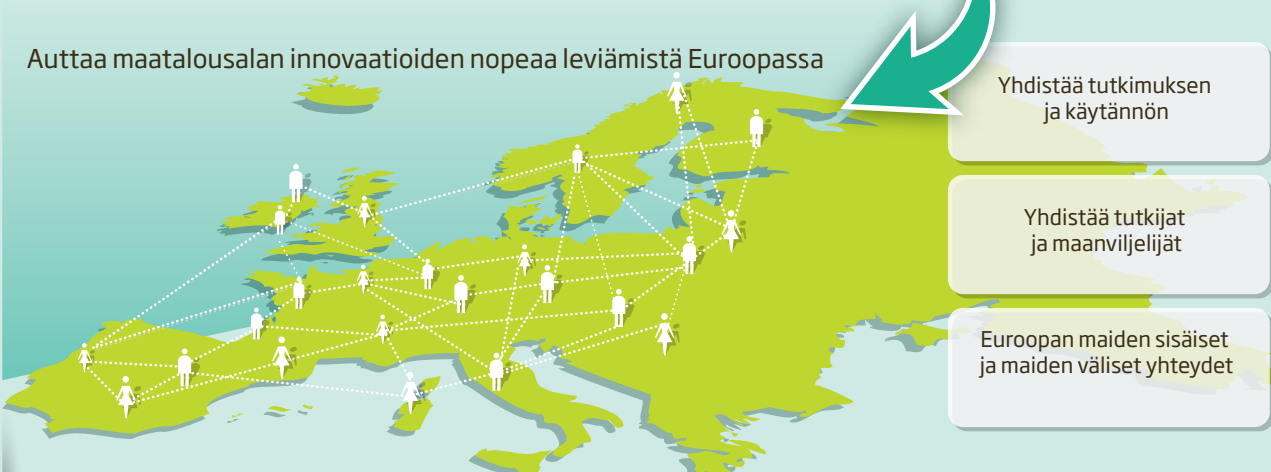 Auttaa maatalousalan innovaatioiden nopeaa leviämistä Euroopassa
Yhdistää tutkimuksen
ja käytännön
Yhdistää tutkijat
ja maanviljelijät
Euroopan maiden sisäiset
ja maiden väliset yhteydet